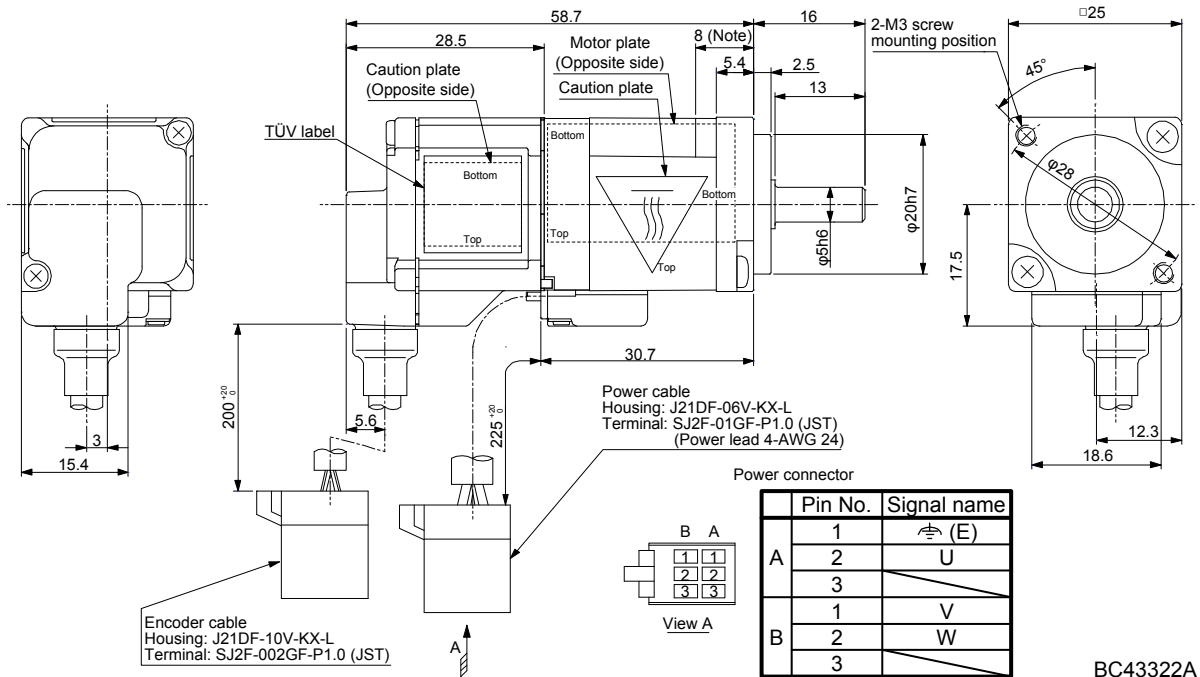 58.7
16
□25
28.5
8 (Note)
2-M3 screw
mounting position
Motor plate
(Opposite side)
5.4
2.5
Caution plate
(Opposite side)
Caution plate
13
45°
TÜV label
Bottom
Bottom
Bottom
Top
Top
Top
φ28
φ20h7
φ5h6
17.5
30.7
200 +20 0
225 +20 0
5.6
3
15.4
12.3
18.6
Power cable
Housing: J21DF-06V-KX-L
Terminal: SJ2F-01GF-P1.0 (JST)
(Power lead 4-AWG 24)
Power connector
Pin No. Signal name
A 1 (E)
2 U
3
B 1 V
2 W
3
B A
1 1
2 2
3 3
View A
A
Encoder cable
Housing: J21DF-10V-KX-L
Terminal: SJ2F-002GF-P1.0 (JST)
BC43322A